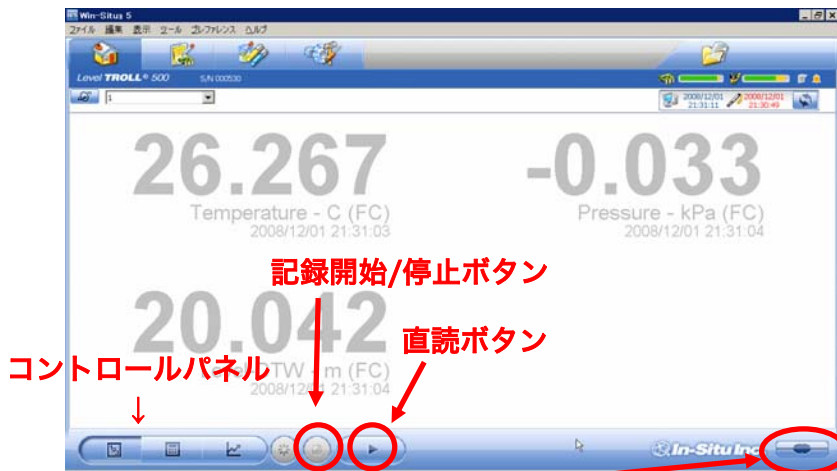 Win-Situ® 5
ファイル 編集 表示 ツール プレファレンス ヘルプ
Level TROLL® 500 S/N 000530
1
2008/12/01 21:31:11
2008/12/01 21:30:49
26.267
Temperature - C (FC)
2008/12/01 21:31:03
-0.033
Pressure - kPa (FC)
2008/12/01 21:31:04
記録開始/停止ボタン
20.042
直読ボタン
コントロールパネル
DTW - m (FC)
2008/12/01 21:31:04
↓
In-Situ Inc